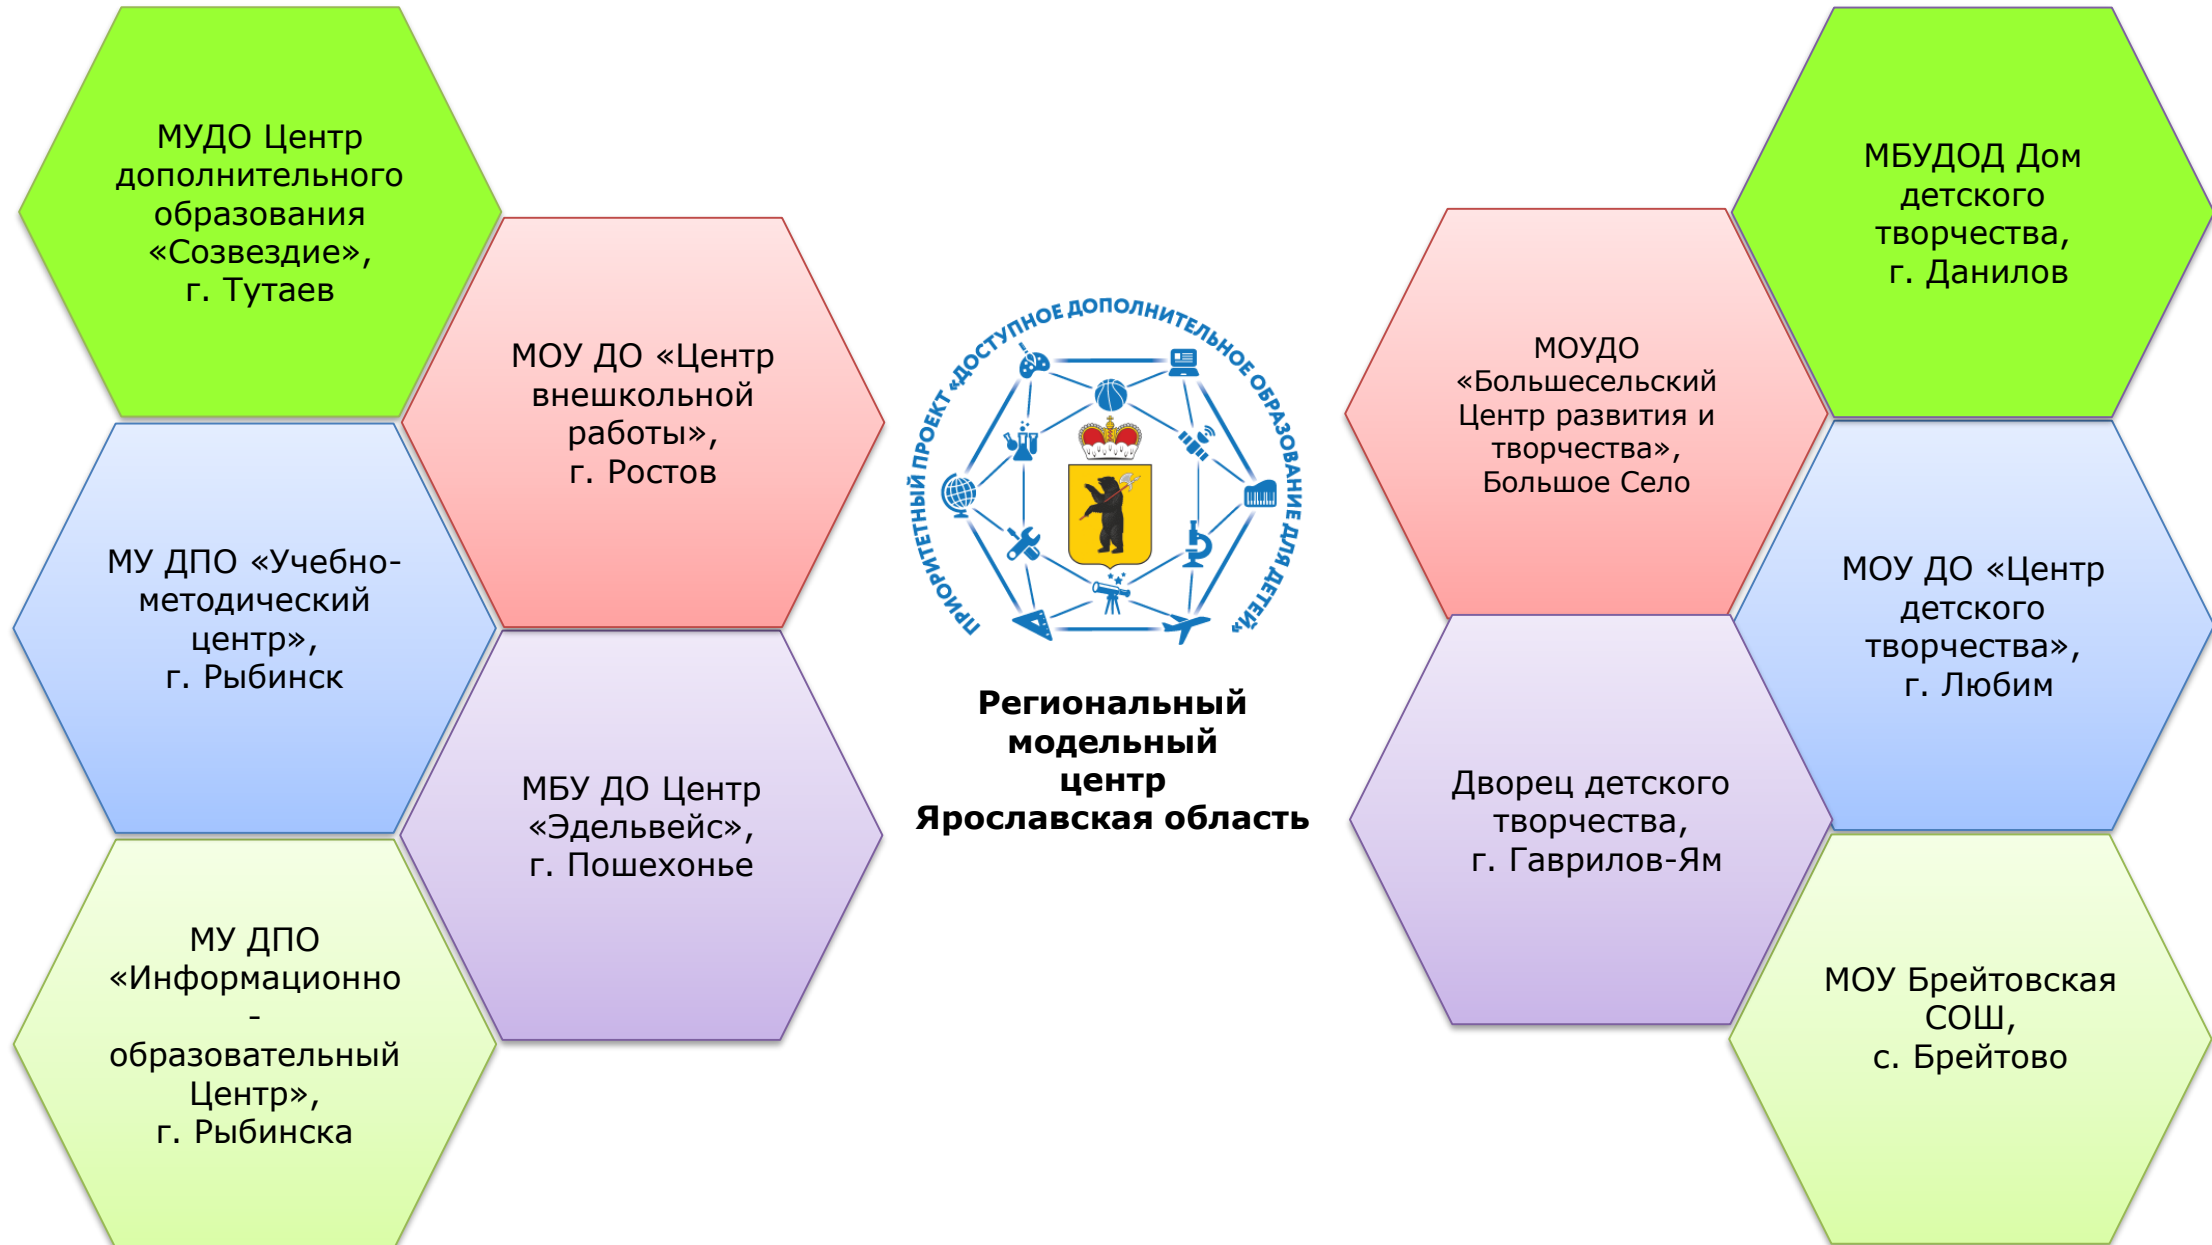 МУДО Центр
дополнительного
образования
«Созвездие»,
г. Тутаев
МОУ ДО «Центр
внешкольной
работы»,
г. Ростов
МУ ДПО «Учебно-
методический
центр»,
г. Рыбинск
МБУ ДО Центр
«Эдельвейс»,
г. Пошехонье
МУ ДПО
«Информационно
-
образовательный
Центр»,
г. Рыбинска
ПРИОРИТЕТНЫЙ ПРОЕКТ «ДОСТУПНОЕ ДОПОЛНИТЕЛЬНОЕ ОБРАЗОВАНИЕ ДЛЯ ДЕТЕЙ»
Региональный
модельный
центр
Ярославская область
МБУДОД Дом
детского
творчества,
г. Данилов
МОУДО
«Большесельский
Центр развития и
творчества»,
Большое Село
МОУ ДО «Центр
детского
творчества»,
г. Любим
Дворец детского
творчества,
г. Гаврилов-Ям
МОУ Брейтовская
СОШ,
с. Брейтово